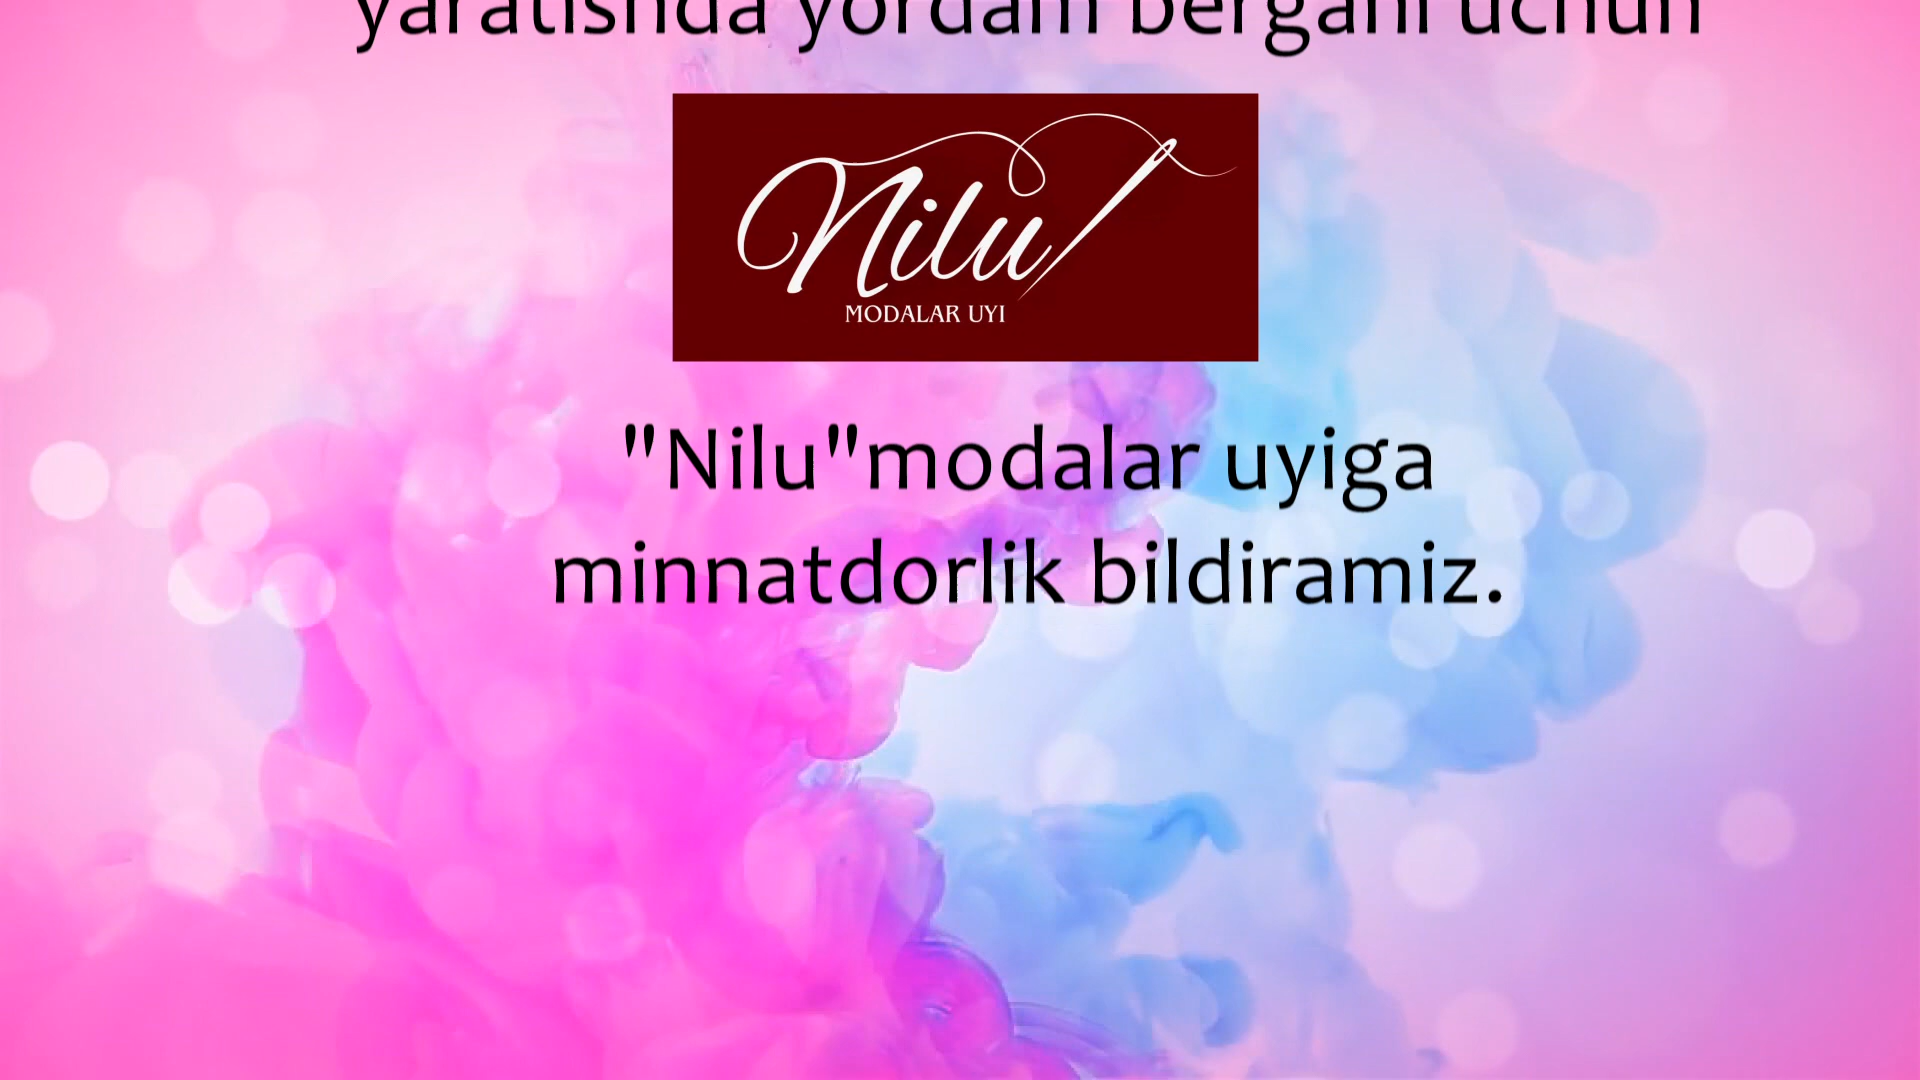 yaratishda yordam bergani uchun
Nilu
MODALAR UYI
"Nilu"modalar uyiga
minnatdorlik bildiramiz.